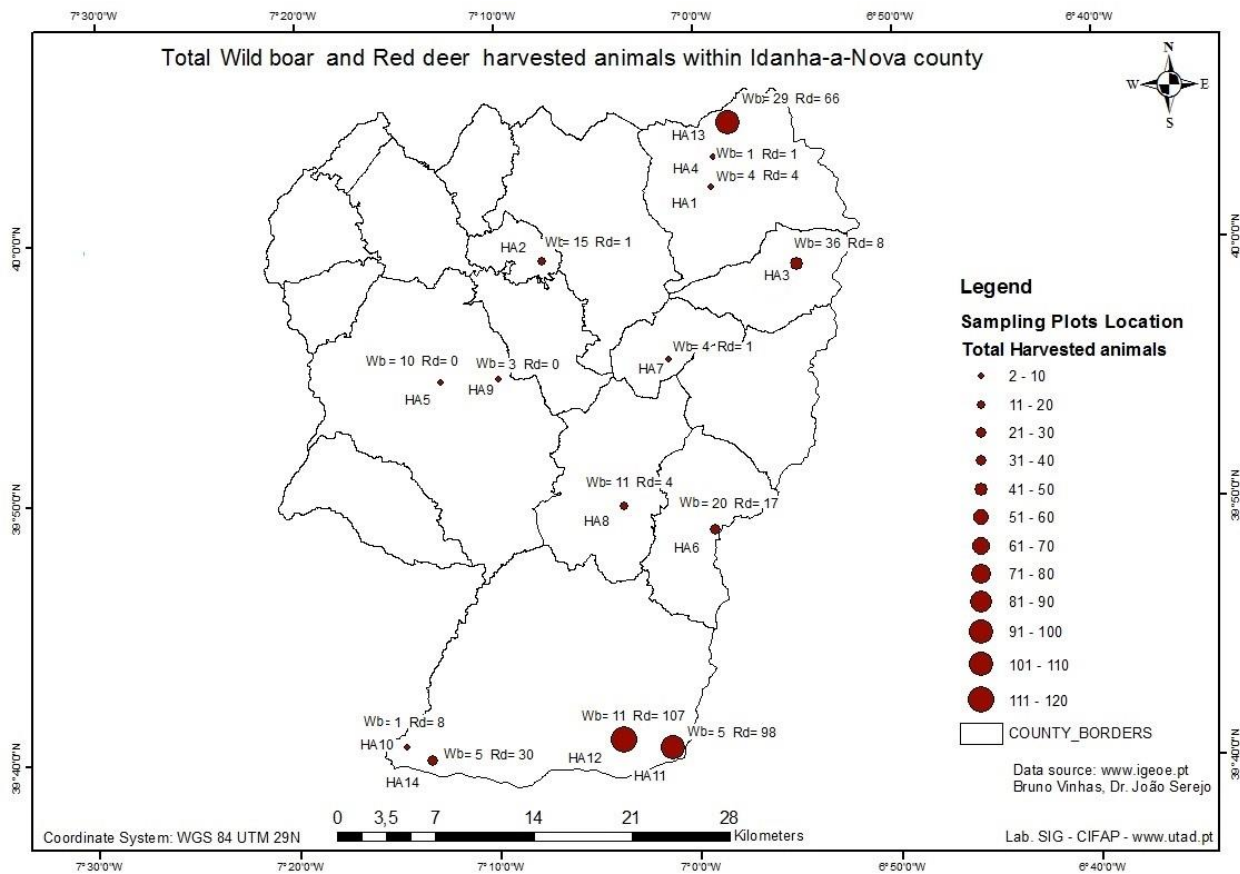 7°30'0"W 7°20'0"W 7°10'0"W 7°0'0"W 6°50'0"W 6°40'0"W
Total Wild boar and Red deer harvested animals within Idanha-a-Nova county
N
W E
S
Wb= 29 Rd= 66
HA13
Wb= 1 Rd= 1
HA4
Wb= 4 Rd= 4
HA1
40°0'0"N
40°0'0"N
HA2
Wb= 15 Rd= 1
Wb= 36 Rd= 8
HA3
Wb= 4 Rd= 1
HA7
Wb= 10 Rd= 0
HA5
Wb= 3 Rd= 0
HA9
Wb= 11 Rd= 4
HA8
Wb= 20 Rd= 17
HA6
39°50'0"N
39°50'0"N
Wb= 1 Rd= 8
HA10
Wb= 5 Rd= 30
HA14
Wb= 11 Rd= 107
HA12
Wb= 5 Rd= 98
HA11
39°40'0"N
39°40'0"N
Legend
Sampling Plots Location
Total Harvested animals
2 - 10
11 - 20
21 - 30
31 - 40
41 - 50
51 - 60
61 - 70
71 - 80
81 - 90
91 - 100
101 - 110
111 - 120
COUNTY_BORDERS
Data source: www.igeoe.pt
Bruno Vinhas, Dr. João Serejo
0 3,5 7 14 21 28
Kilometers
Coordinate System: WGS 84 UTM 29N
Lab. SIG - CIFAP - www.utad.pt
7°30'0"W 7°20'0"W 7°10'0"W 7°0'0"W 6°50'0"W 6°40'0"W